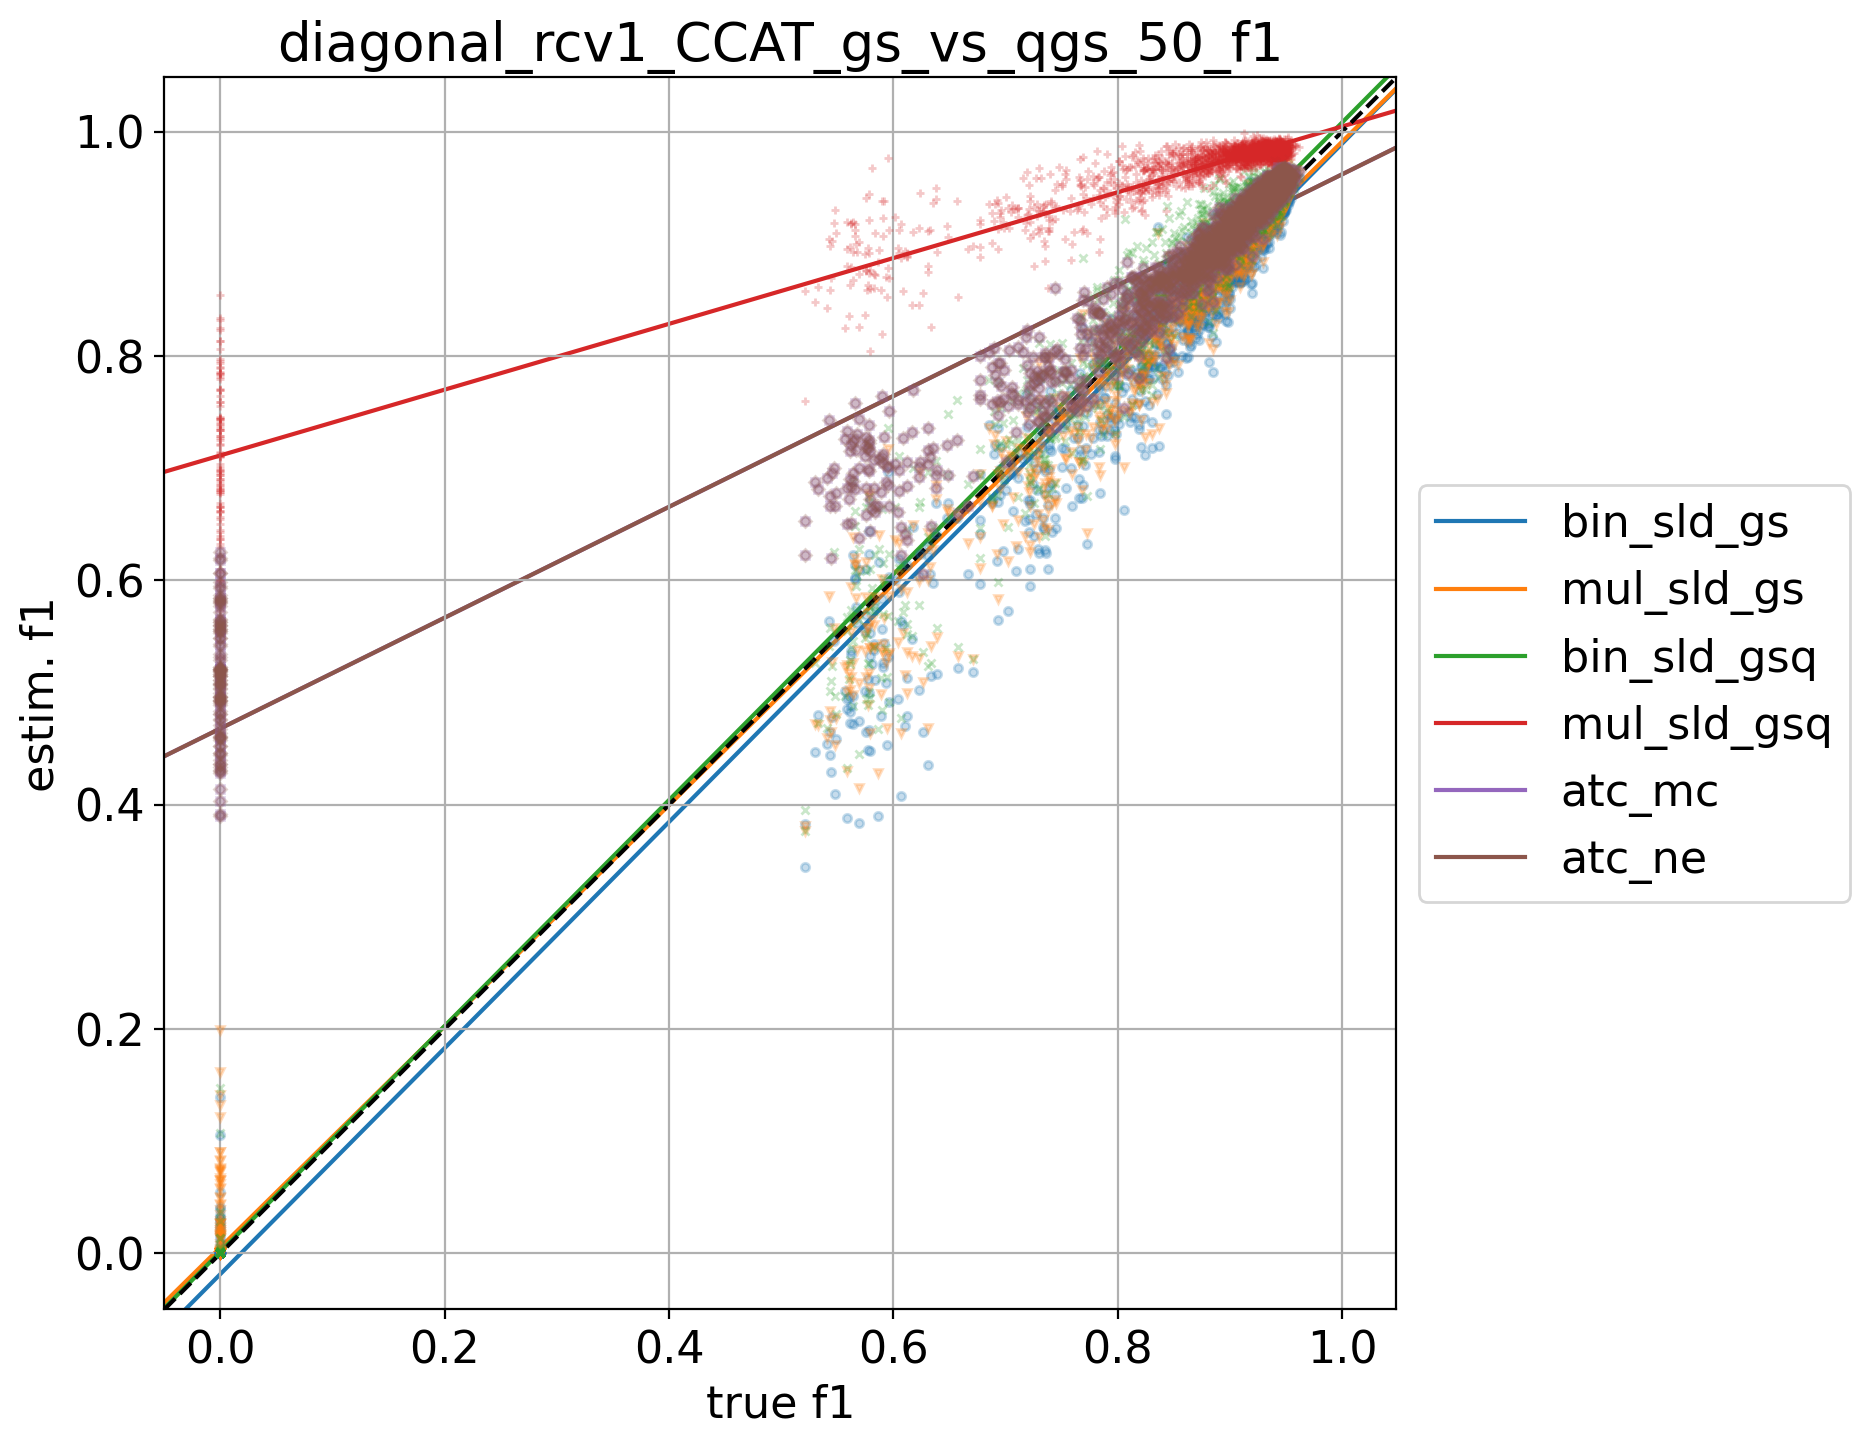 diagonal_rcv1_CCAT_gs_vs_qgs_50_f1
1.0
0.8
0.6
0.4
0.2
0.0
estim. f1
0.0 0.2 0.4 0.6 0.8 1.0
true f1
bin_sld_gs
mul_sld_gs
bin_sld_gsq
mul_sld_gsq
atc_mc
atc_ne